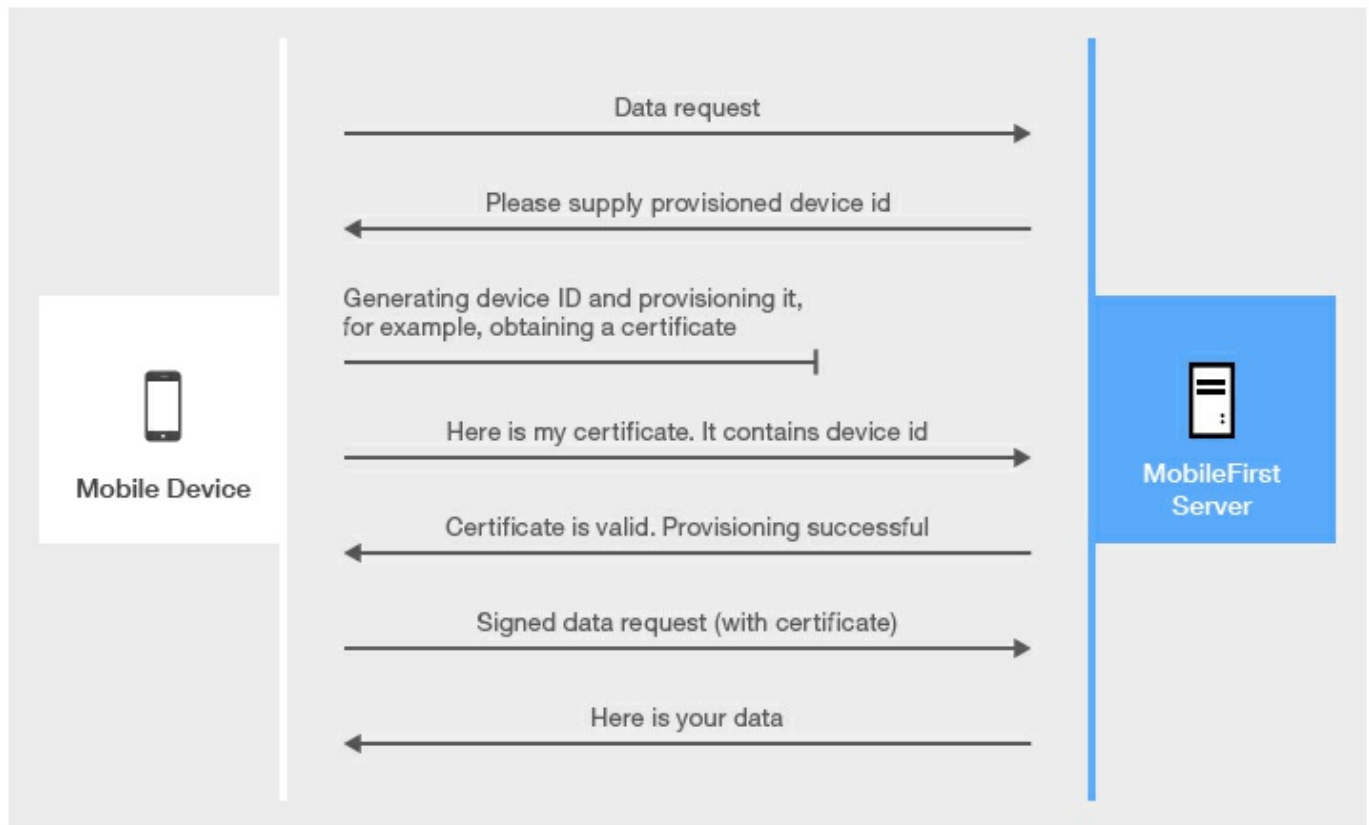 Data request
Please supply provisioned device id
Generating device ID and provisioning it,
for example, obtaining a certificate
Here is my certificate. It contains device id
Mobile Device
MobileFirst
Server
Certificate is valid. Provisioning successful
Signed data request (with certificate)
Here is your data